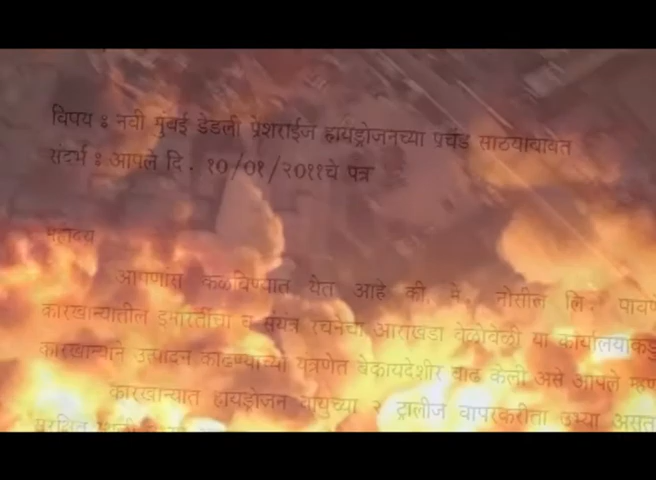 विषय : नवी मुंबई डेडली प्रेशराईज हायड्रोजनच्या प्रचंड साठयाबाबत
संदर्भ : आपले दि. १०/०१/२०११चे पत्र
महोदय
आपणांस कळविण्यात येत आहे की, मे. नोसील लि. पावणे
कारखान्यातील इमारतींचा व संयंत्र रचनेचा आराखडा वेळोवेळी या कार्यालयाकडू
कारखान्याने उत्पादन काढण्याच्या यंत्रणेत बेकायदेशीर वाढ केली असे आपले म्हण
कारखान्यात हायड्रोजन वायुच्या २ ट्रालीज वापरकरीता उभ्या असत